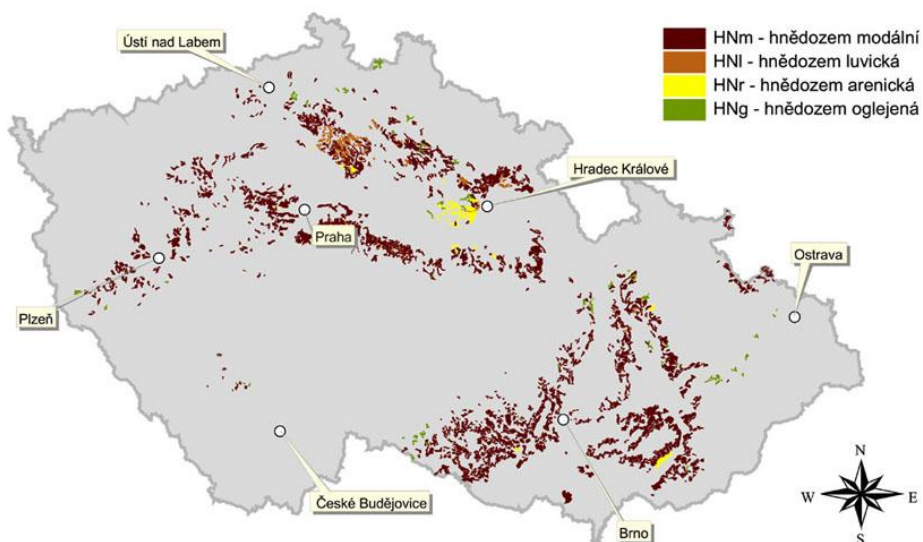 Ústí nad Labem
HNm - hnědozem modální
HNl - hnědozem luvická
HNr - hnědozem arenická
HNg - hnědozem oglejená
Hradec Králové
Praha
Ostrava
Plzeň
České Budějovice
Brno
N
W E
S